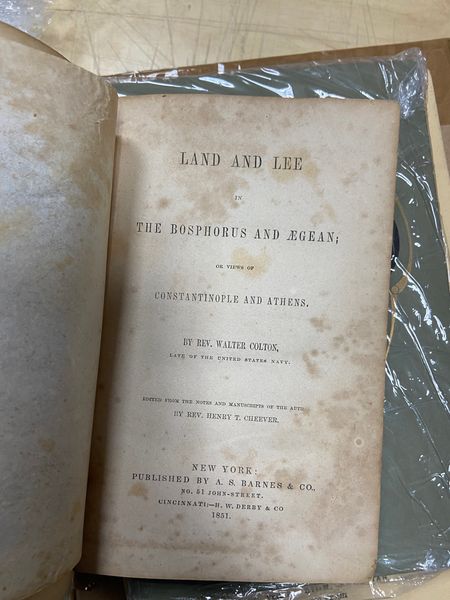 LAND AND LEE
IN
THE BOSPHORUS AND ÆGEAN;
OR VIEWS OF
CONSTANTINOPLE AND ATHENS.
BY REV. WALTER COLTON,
LATE OF THE UNITED STATES NAVY.
EDITED FROM THE NOTES AND MANUSCRIPTS OF THE AUTH
BY REV. HENRY T. CHEEVER.
NEW YORK:
PUBLISHED BY A. S. BARNES & CO.,
NO. 51 JOHN-STREET.
CINCINNATI:—H. W. DERBY & CO
1851.